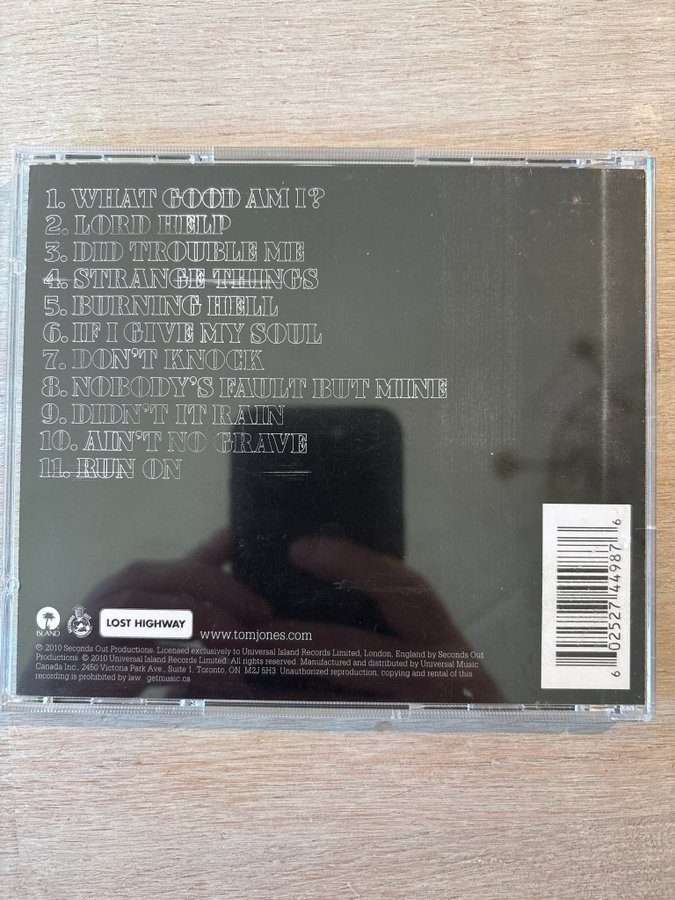 1. WHAT GOOD AM I?
2. LORD HELP
3. DID TROUBLE ME
4. STRANGE THINGS
5. BURNING HELL
6. IF I GIVE MY SOUL
7. DON'T KNOCK
8. NOBODY'S FAULT BUT MINE
9. DIDN'T IT RAIN
10. AIN'T NO GRAVE
11. RUN ON
ISLAND
LOST HIGHWAY
www.tomjones.com
℗ 2010 Seconds Out Productions. Licensed exclusively to Universal Island Records Limited, London, England by Seconds Out
Productions. © 2010 Universal Island Records Limited. All rights reserved. Manufactured and distributed by Universal Music
Canada Inc., 2450 Victoria Park Ave., Suite 1, Toronto, ON M2J 5H3. Unauthorized reproduction, copying and rental of this
recording is prohibited by law. getmusic.ca
6 02527 44987 6